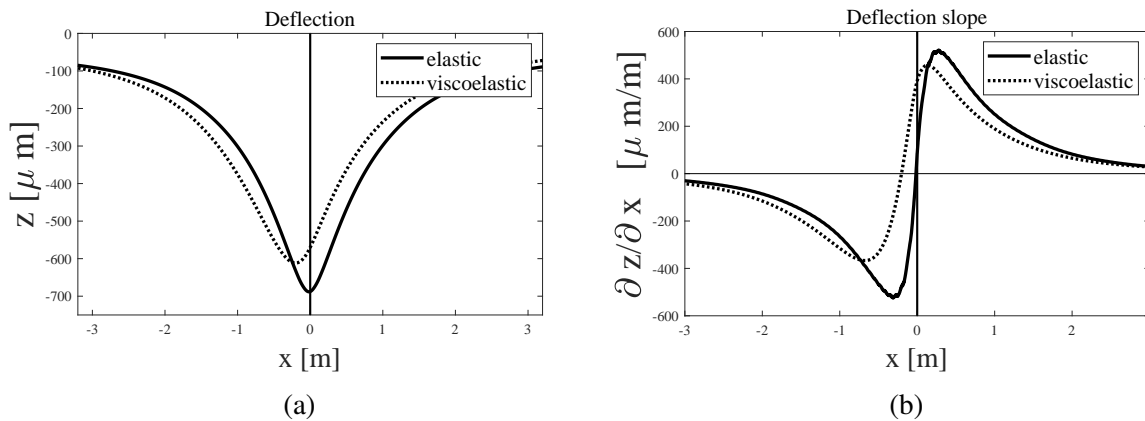 Deflection
0
-100
-200
-300
-400
-500
-600
-700
z [μ m]
elastic
viscoelastic
-3 -2 -1 0 1 2 3
x [m]
(a)
Deflection slope
600
400
200
0
-200
-400
-600
∂ z/∂ x [μ m/m]
elastic
viscoelastic
-3 -2 -1 0 1 2
x [m]
(b)